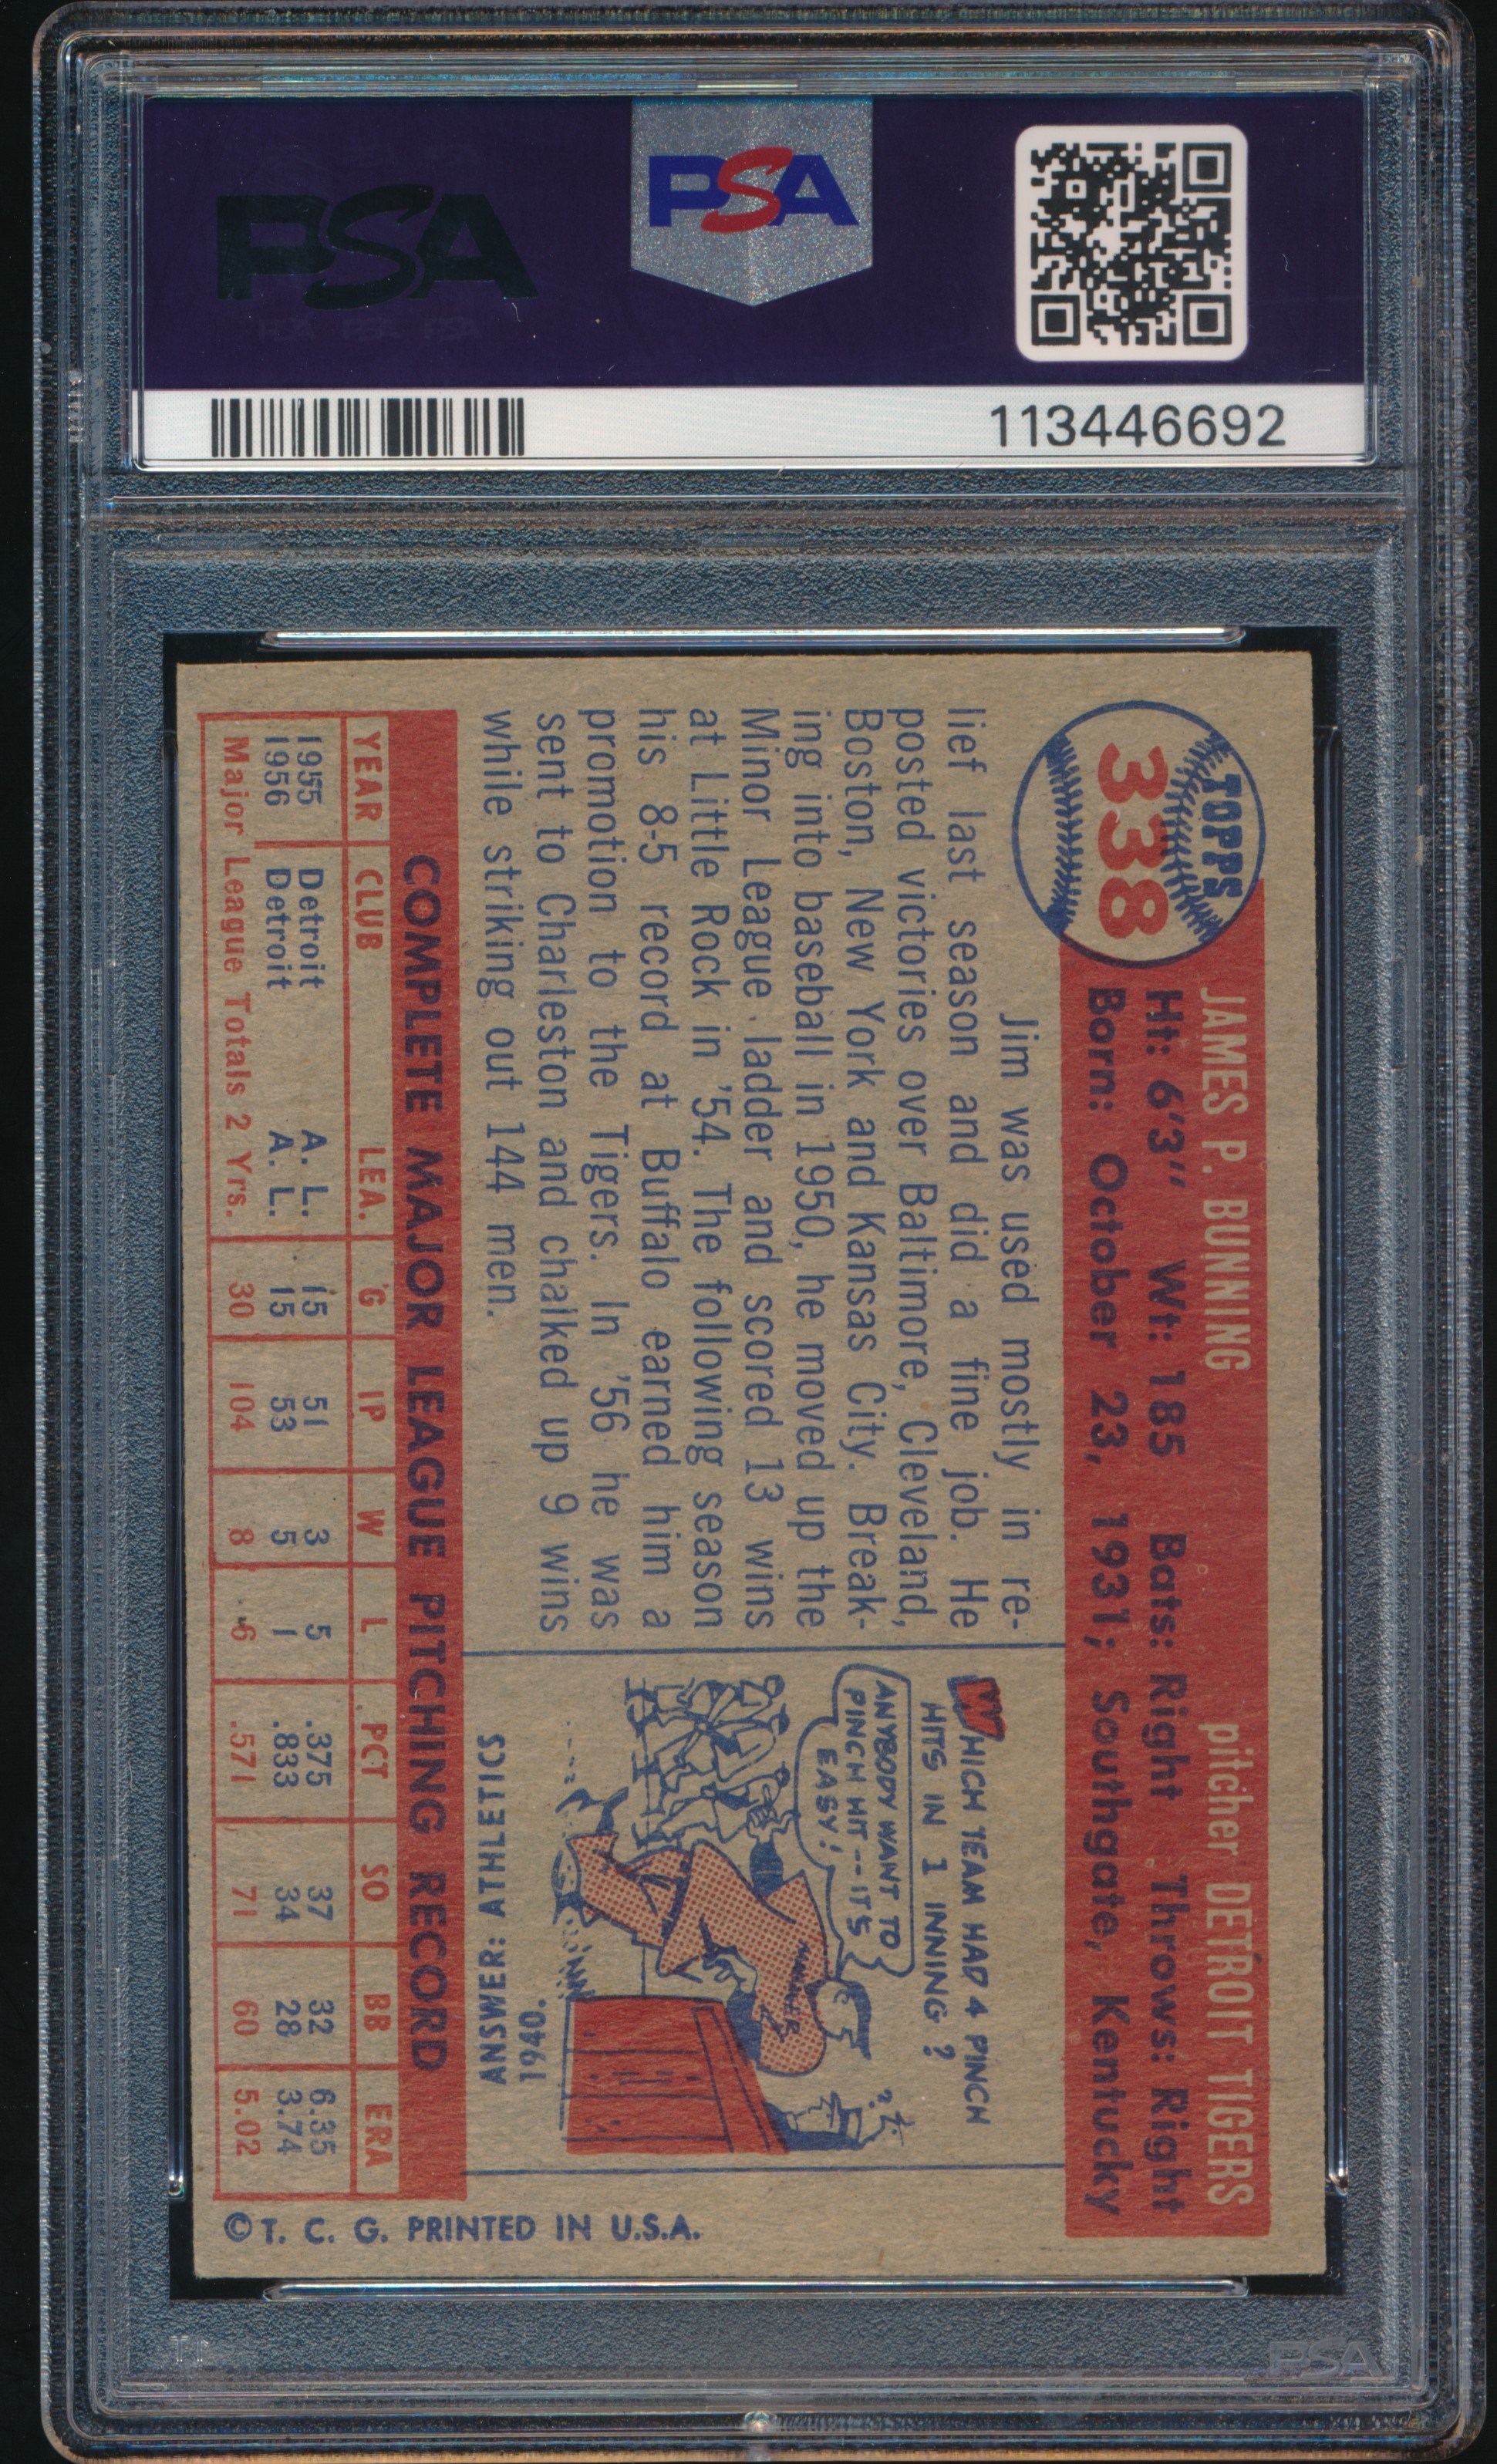 PSA
PSA
113446692
TOPPS
338
JAMES P. BUNNING pitcher DETROIT TIGERS
Ht: 6'3" Wt: 185 Bats: Right Throws: Right
Born: October 23, 1931; Southgate, Kentucky
Jim was used mostly in re-
lief last season and did a fine job. He
posted victories over Baltimore, Cleveland,
Boston, New York and Kansas City. Break-
ing into baseball in 1950, he moved up the
Minor League ladder and scored 13 wins
at Little Rock in '54. The following season
his 8-5 record at Buffalo earned him a
promotion to the Tigers. In '56 he was
sent to Charleston and chalked up 9 wins
while striking out 144 men.
WHICH TEAM HAD 4 PINCH
HITS IN 1 INNING?
ANYBODY WANT TO
PINCH HIT--IT'S
EASY!
MANAGER
ANSWER: ATHLETICS
1940.
COMPLETE MAJOR LEAGUE PITCHING RECORD
YEAR CLUB LEA. G IP W L PCT SO BB ERA
1955 Detroit A. L. 15 51 3 5 .375 37 32 6.35
1956 Detroit A. L. 15 53 5 1 .833 34 28 3.74
Major League Totals 2 Yrs. 30 104 8 6 .571 71 60 5.02
© T. C. G. PRINTED IN U.S.A.
PSA